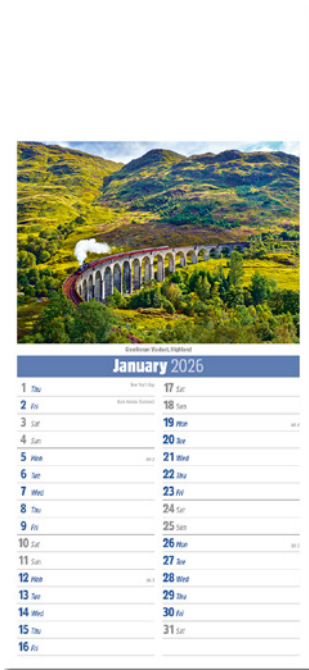 Glenfinnan Viaduct, Highland
January 2026
1 Thu New Year's Day
2 Fri
3 Sat
4 Sun
5 Mon
6 Tue
7 Wed
8 Thu
9 Fri
10 Sat
11 Sun
12 Mon
13 Tue
14 Wed
15 Thu
16 Fri
17 Sat
18 Sun
19 Mon
20 Tue
21 Wed
22 Thu
23 Fri
24 Sat
25 Sun
26 Mon
27 Tue
28 Wed
29 Thu
30 Fri
31 Sat